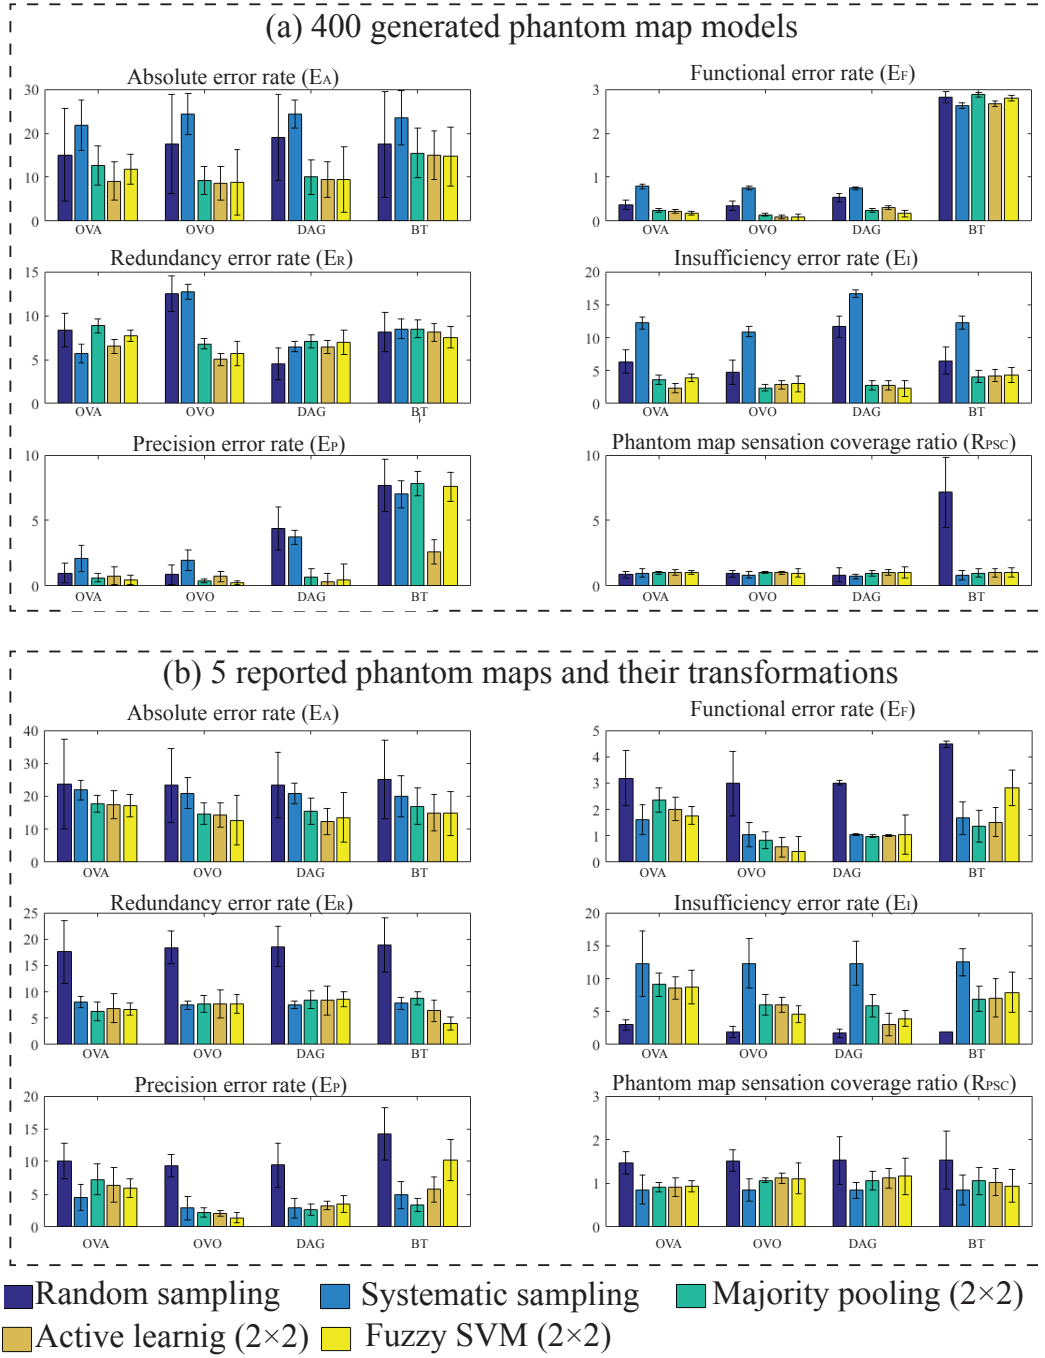 (a) 400 generated phantom map models
Absolute error rate (EA)
30
20
10
0
OVA OVO DAG BT
Functional error rate (EF)
3
2
1
0
OVA OVO DAG BT
Redundancy error rate (ER)
15
10
5
0
OVA OVO DAG BT
Insufficiency error rate (EI)
20
15
10
5
0
OVA OVO DAG BT
Precision error rate (EP)
10
5
0
OVA OVO DAG BT
Phantom map sensation coverage ratio (RPSC)
10
5
0
OVA OVO DAG BT
(b) 5 reported phantom maps and their transformations
Absolute error rate (EA)
40
30
20
10
0
OVA OVO DAG BT
Functional error rate (EF)
5
4
3
2
1
0
OVA OVO DAG BT
Redundancy error rate (ER)
25
20
15
10
5
0
OVA OVO DAG BT
Insufficiency error rate (EI)
20
15
10
5
0
OVA OVO DAG BT
Precision error rate (EP)
20
15
10
5
0
OVA OVO DAG BT
Phantom map sensation coverage ratio (RPSC)
3
2
1
0
OVA OVO DAG BT
Random sampling Systematic sampling Majority pooling (2×2)
Active learnig (2×2) Fuzzy SVM (2×2)